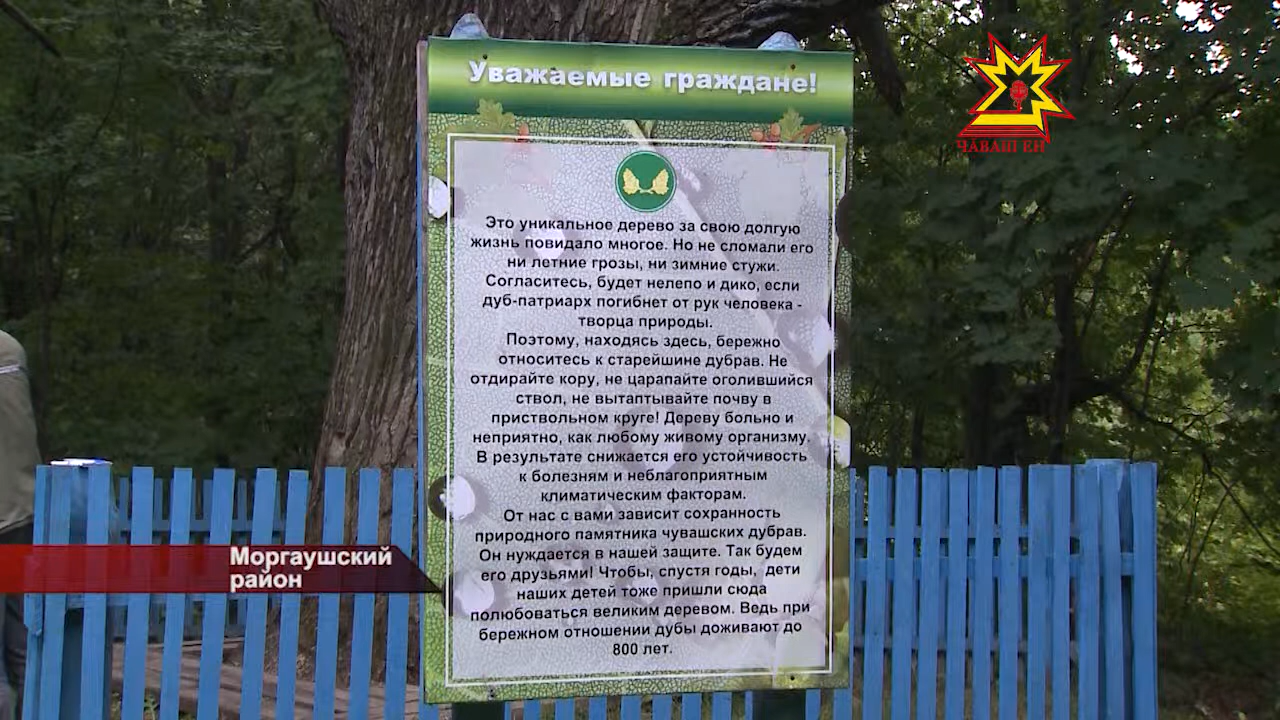 Уважаемые граждане!
ЧӐВАШ ЕН
Это уникальное дерево за свою долгую
жизнь повидало многое. Но не сломали его
ни летние грозы, ни зимние стужи.
Согласитесь, будет нелепо и дико, если
дуб-патриарх погибнет от рук человека -
творца природы.
Поэтому, находясь здесь, бережно
относитесь к старейшине дубрав. Не
отдирайте кору, не царапайте оголившийся
ствол, не вытаптывайте почву в
приствольном круге! Дереву больно и
неприятно, как любому живому организму.
В результате снижается его устойчивость
к болезням и неблагоприятным
климатическим факторам.
От нас с вами зависит сохранность
природного памятника чувашских дубрав.
Он нуждается в нашей защите. Так будем
его друзьями! Чтобы, спустя годы, дети
наших детей тоже пришли сюда
полюбоваться великим деревом. Ведь при
бережном отношении дубы доживают до
800 лет.
Моргаушский
район